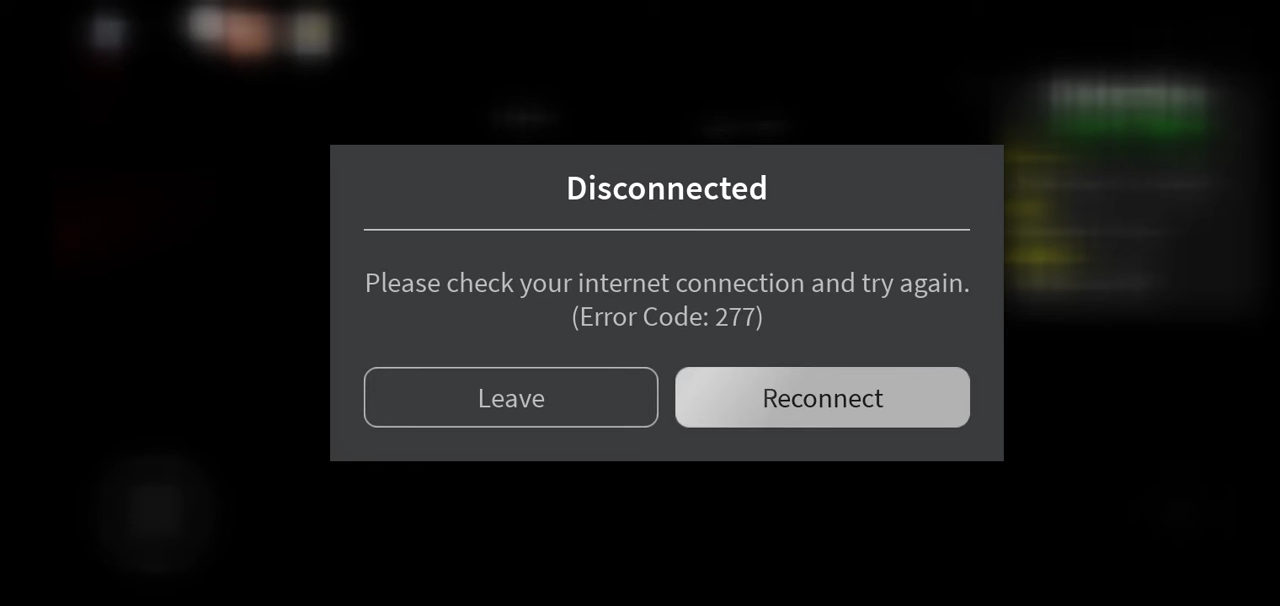 Disconnected
Please check your internet connection and try again.
(Error Code: 277)
Leave
Reconnect